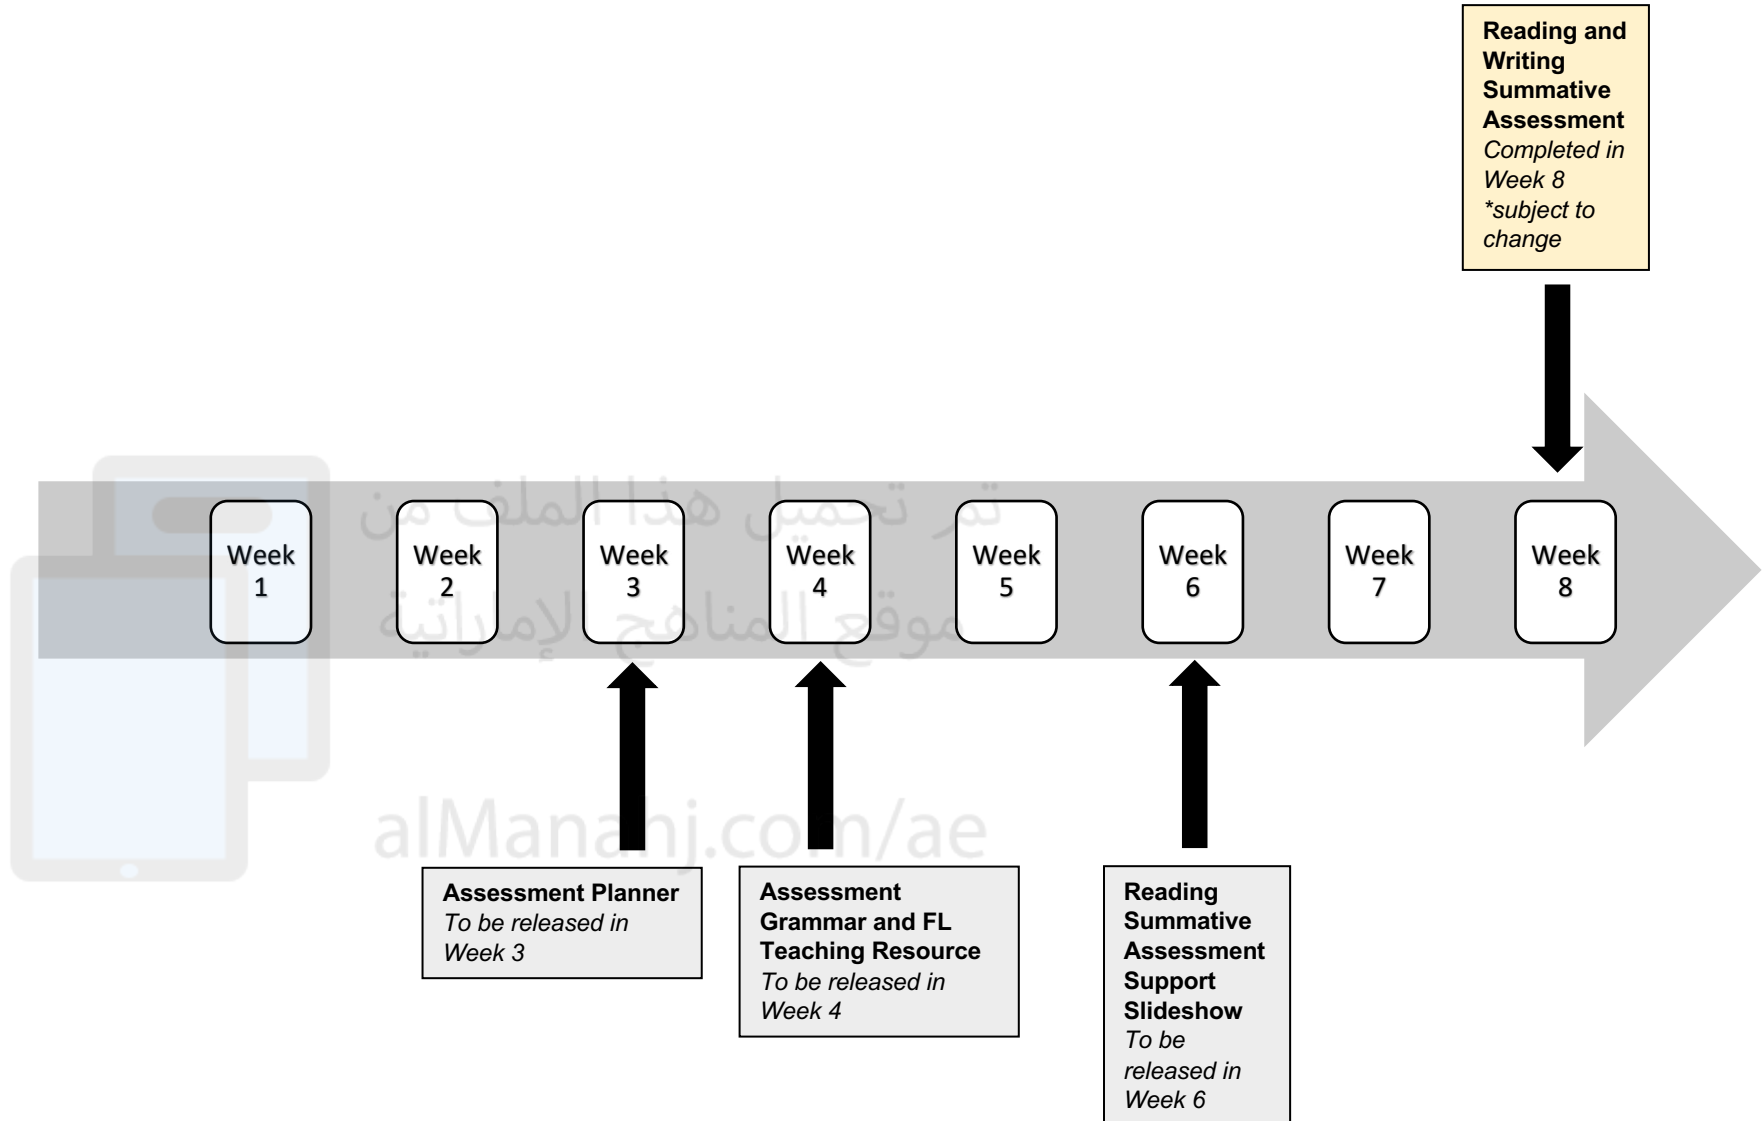 Reading and
Writing
Summative
Assessment
Completed in
Week 8
*subject to
change
تم تحميل هذا الملف من
موقع المناهج الإماراتية
alManahj.com/ae
Week
1
Week
2
Week
3
Week
4
Week
5
Week
6
Week
7
Week
8
Assessment Planner
To be released in
Week 3
Assessment
Grammar and FL
Teaching Resource
To be released in
Week 4
Reading
Summative
Assessment
Support
Slideshow
To be
released in
Week 6